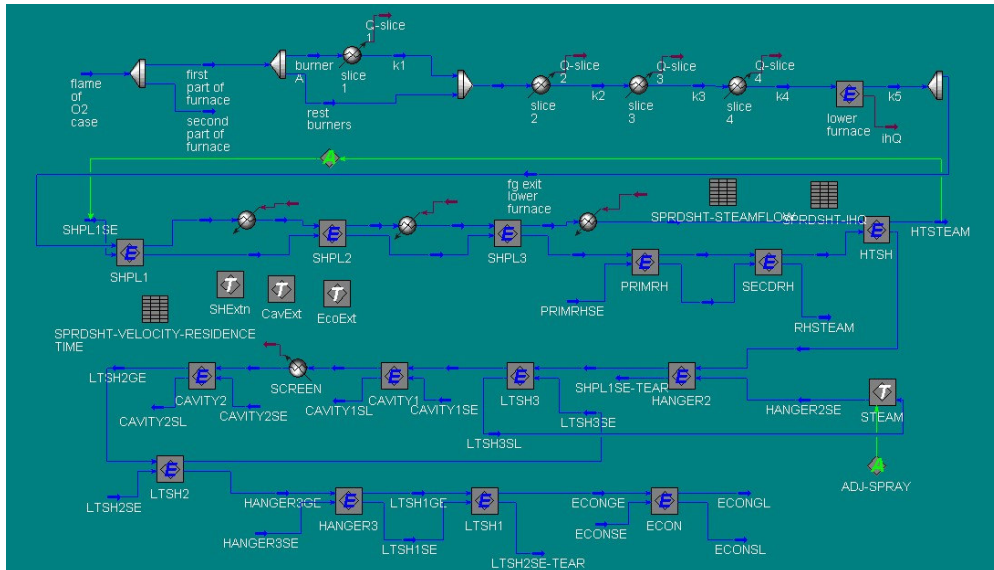 Q-slice
1
Q-slice
2
Q-slice
3
Q-slice
4
burner
A
slice
1
k1
flame
of
O2
case
first
part of
furnace
second
part of
furnace
rest
burners
slice
2
k2
slice
3
k3
slice
4
k4
lower
furnace
k5
ihQ
A
fg exit
lower
furnace
SPRDSHT-STEAMFLOW
SPRDSHT-IHQ
SHPL1SE
E
SHPL1
E
SHPL2
E
SHPL3
E
HTSH
HTSTEAM
E
PRIMRH
E
SECDRH
PRIMRHSE
RHSTEAM
T
SHExtn
T
CavExt
T
EcoExt
SPRDSHT-VELOCITY-RESIDENCE
TIME
LTSH2GE
E
CAVITY2
SCREEN
E
CAVITY1
E
LTSH3
SHPL1SE-TEAR
E
HANGER2
T
STEAM
CAVITY2SL
CAVITY2SE
CAVITY1SL
CAVITY1SE
LTSH3SE
HANGER2SE
LTSH3SL
A
ADJ-SPRAY
E
LTSH2
LTSH2SE
HANGER3GE
E
HANGER3
LTSH1GE
E
LTSH1
ECONGE
E
ECON
ECONGL
HANGER3SE
LTSH1SE
LTSH2SE-TEAR
ECONSE
ECONSL